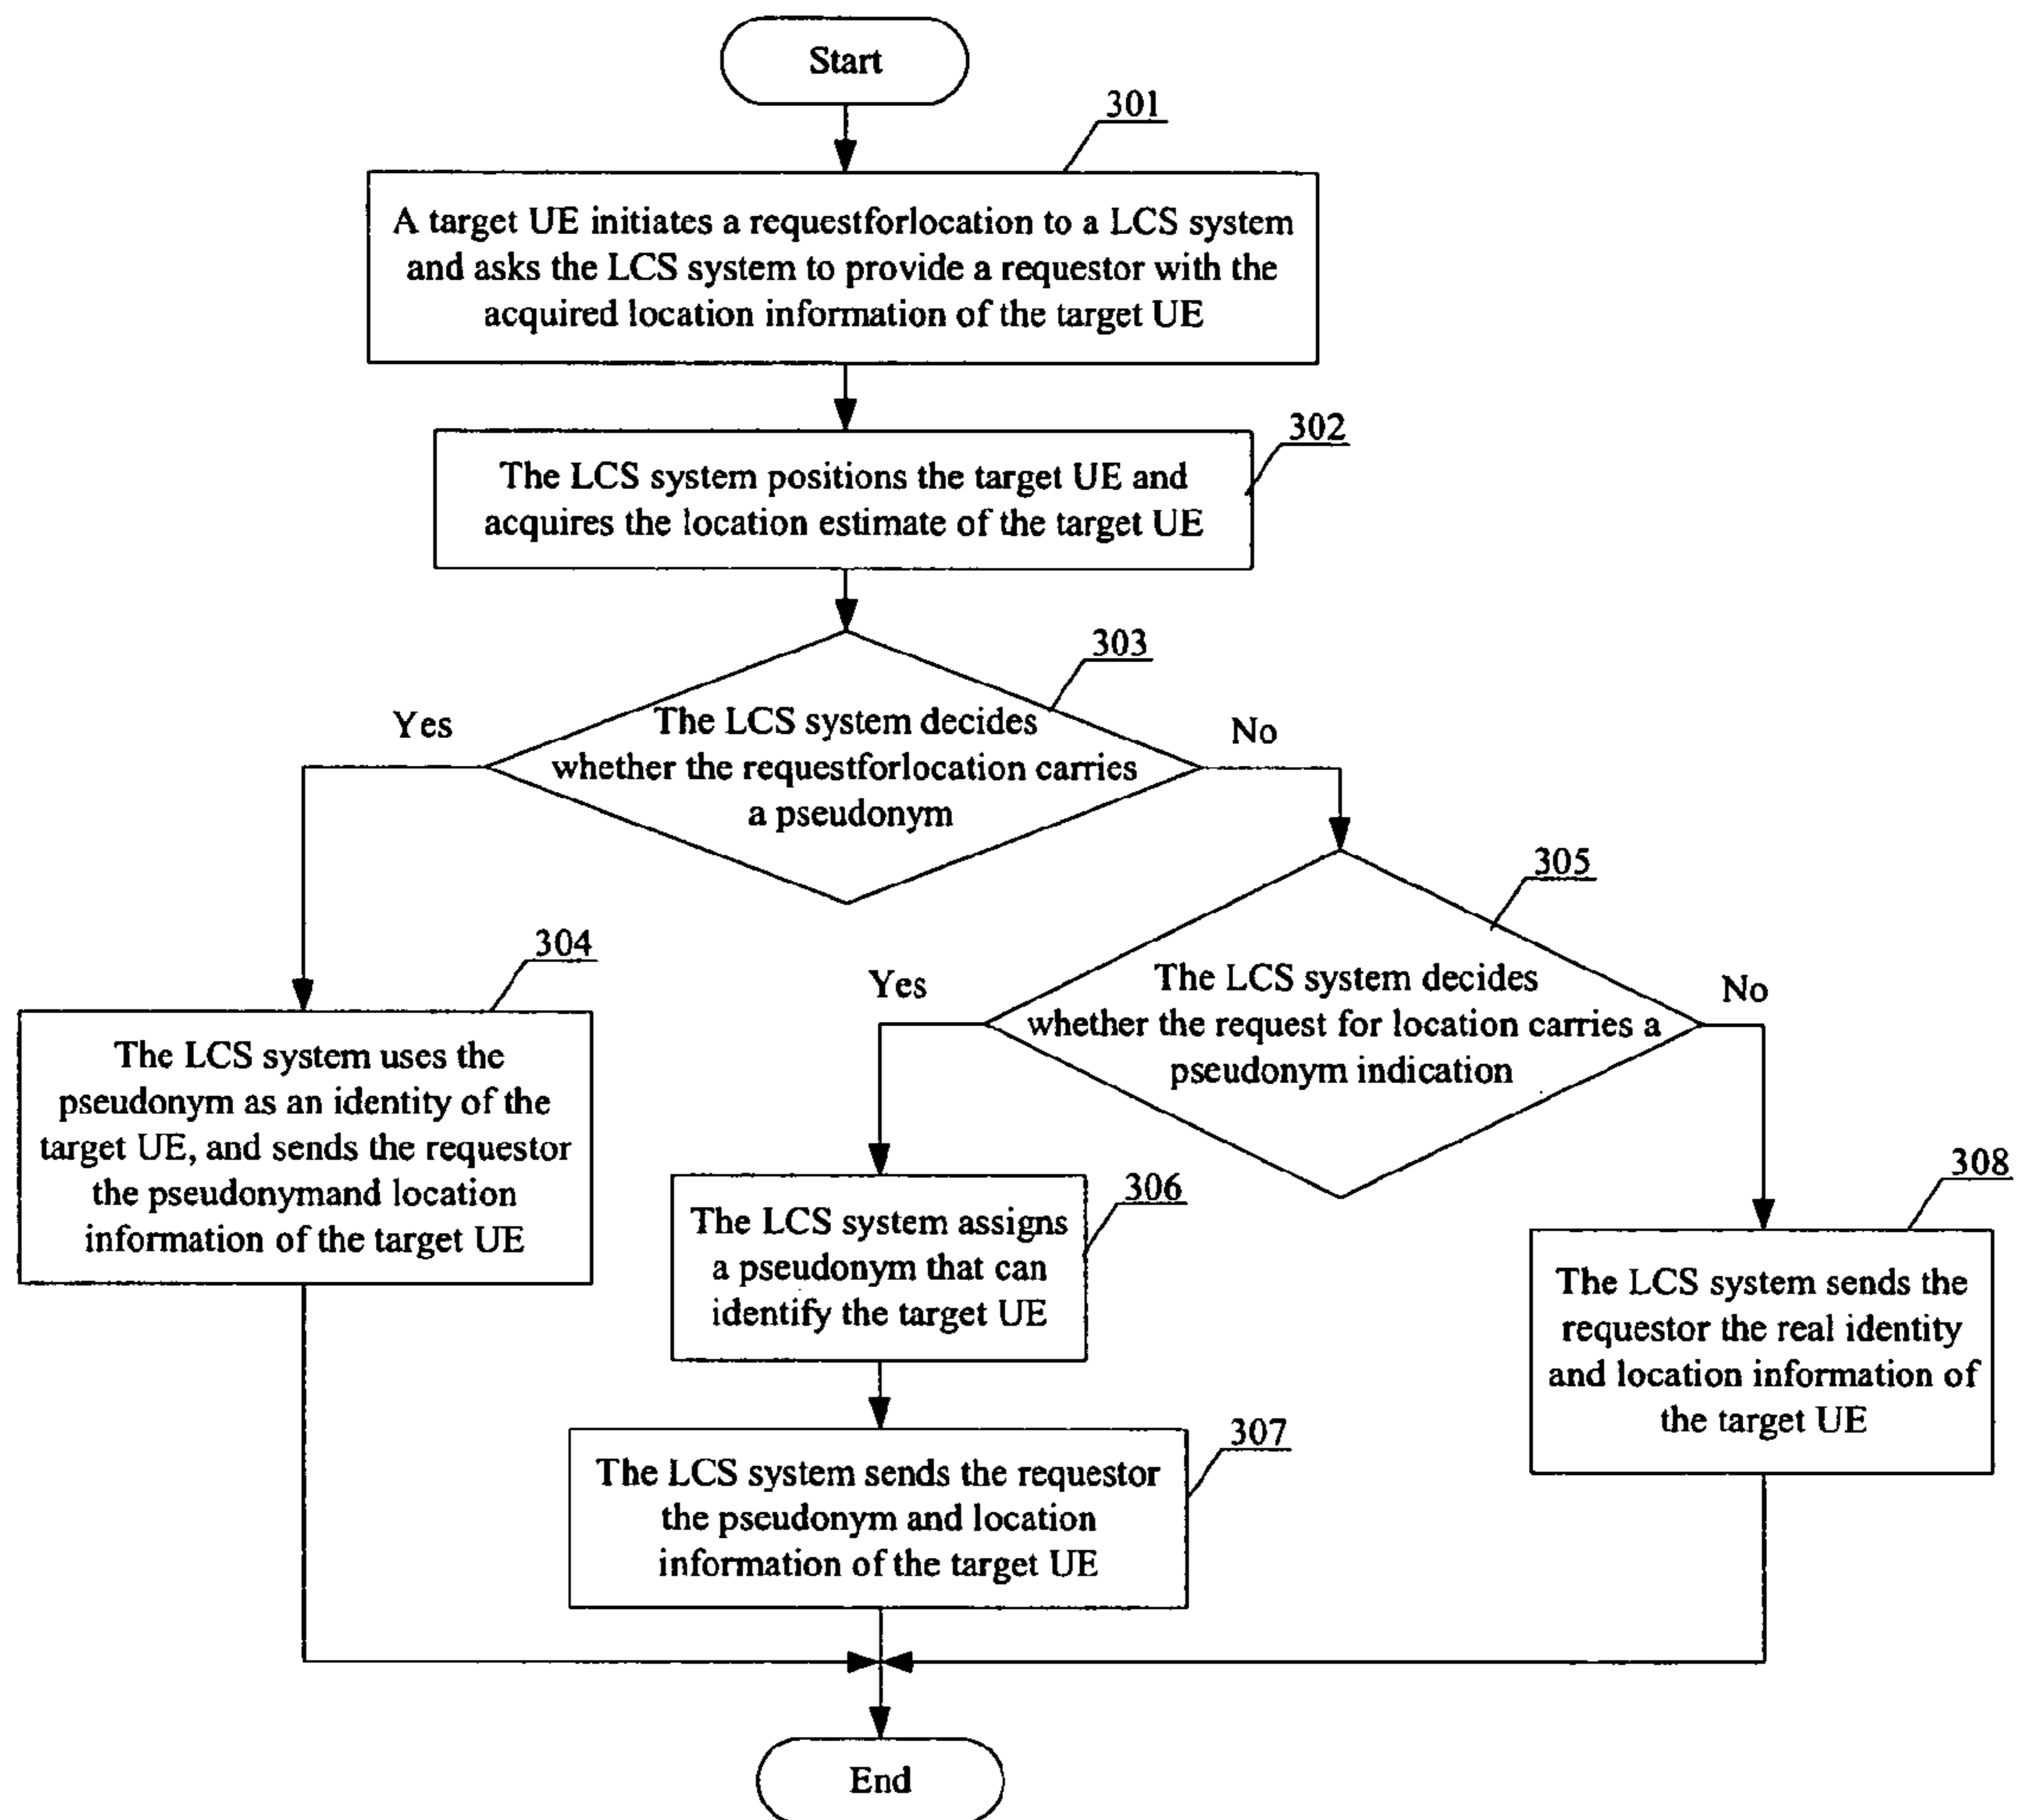 Start
301
A target UE initiates a requestforlocation to a LCS system
and asks the LCS system to provide a requestor with the
acquired location information of the target UE
302
The LCS system positions the target UE and
acquires the location estimate of the target UE
303
Yes
The LCS system decides
whether the requestforlocation carries
a pseudonym
No
305
304
Yes
The LCS system decides
whether the request for location carries a
pseudonym indication
No
The LCS system uses the
pseudonym as an identity of the
target UE, and sends the requestor
the pseudonymand location
information of the target UE
306
The LCS system assigns
a pseudonym that can
identify the target UE
308
The LCS system sends the
requestor the real identity
and location information of
the target UE
307
The LCS system sends the requestor
the pseudonym and location
information of the target UE
End